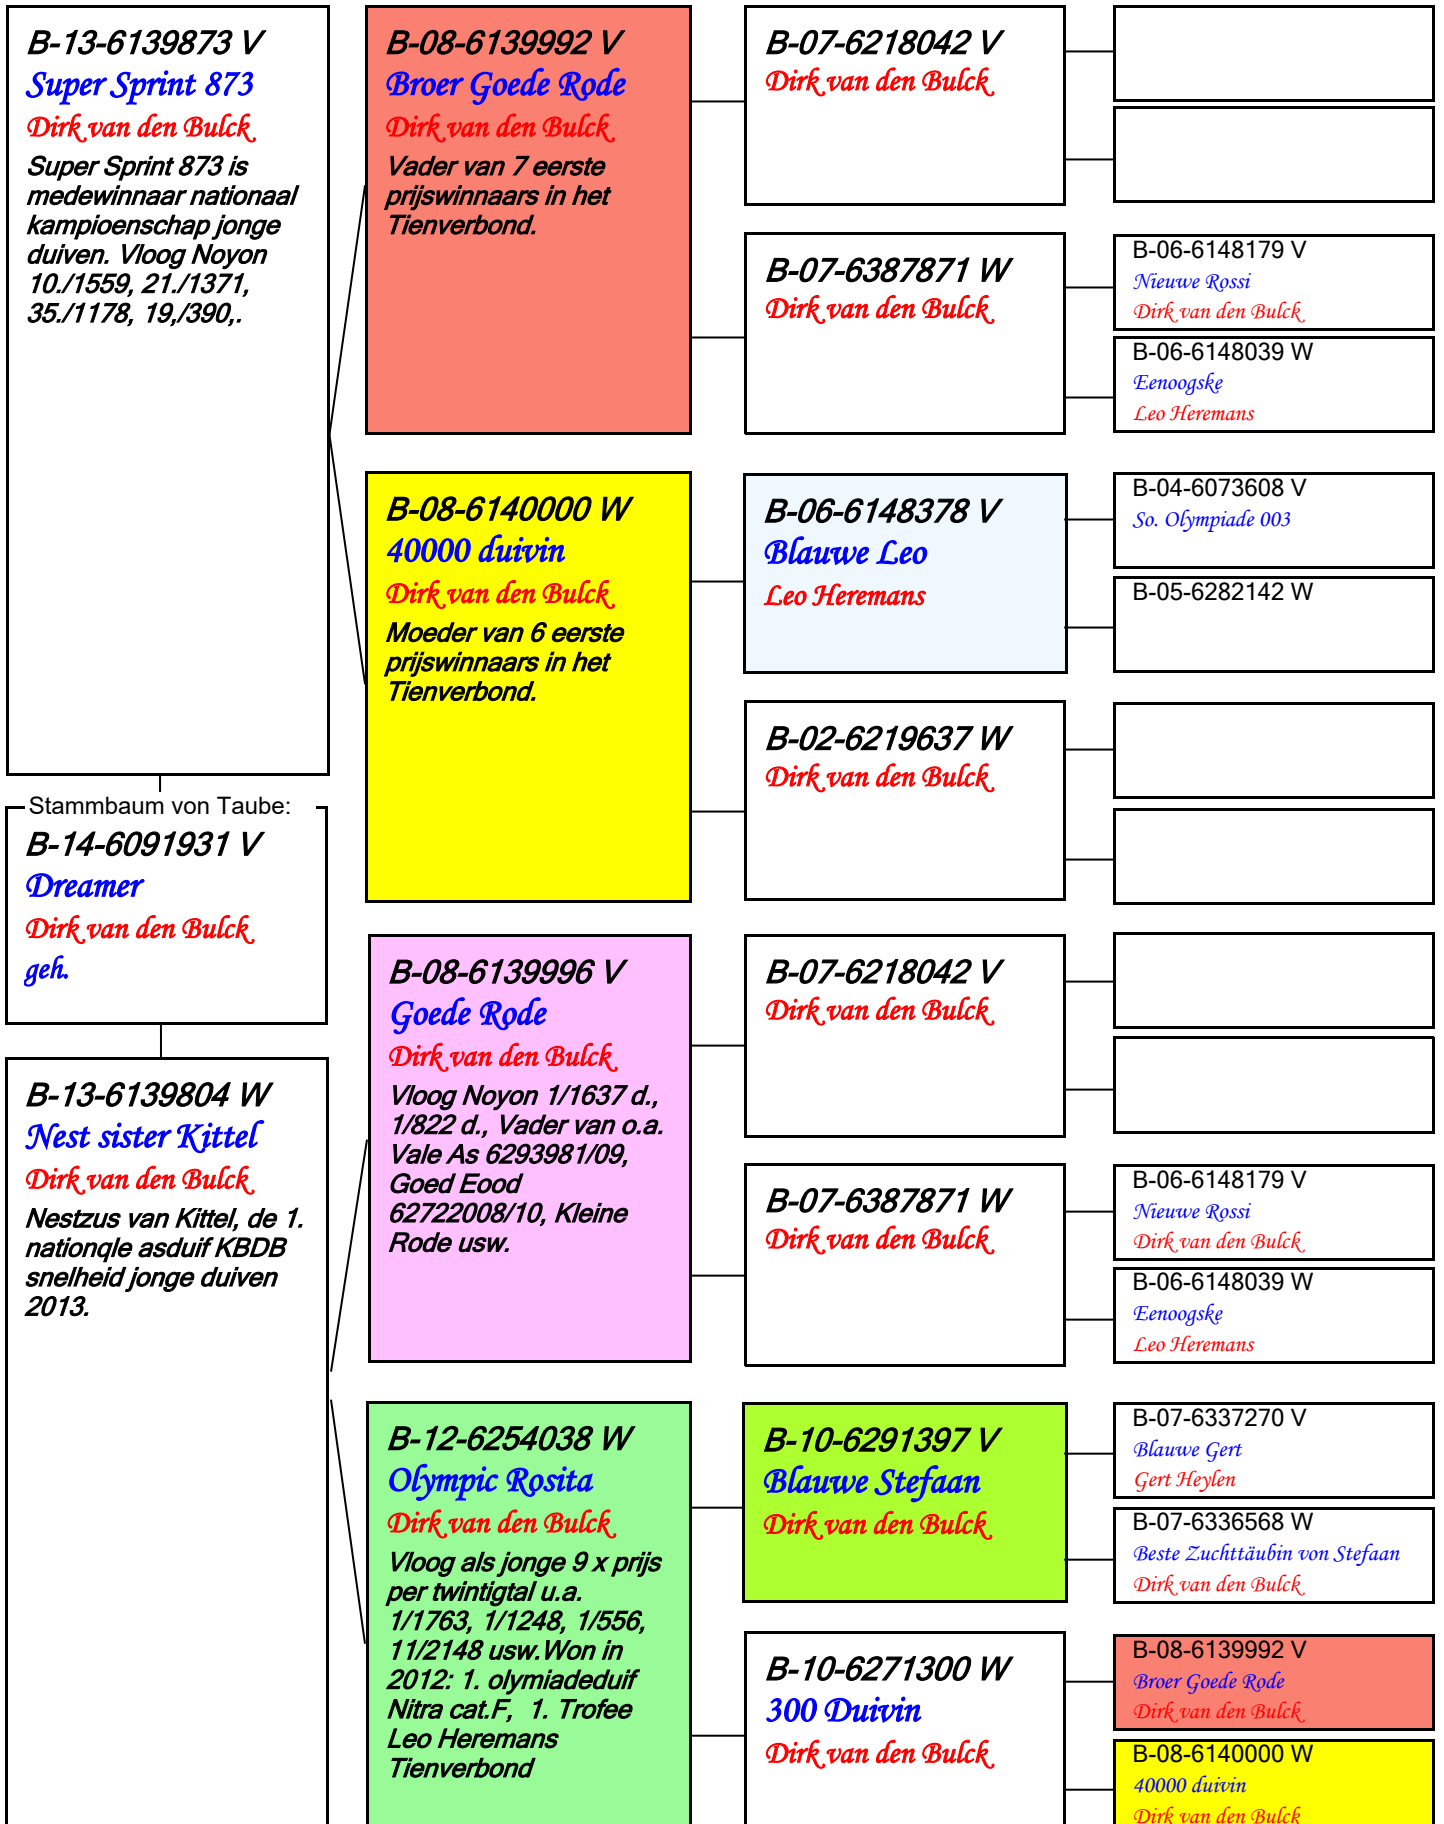 B-13-6139873 V
Super Sprint 873
Dirk van den Bulck
Super Sprint 873 is
medewinnaar nationaal
kampioenschap jonge
duiven. Vloog Noyon
10./1559, 21./1371,
35./1178, 19,/390,.
Stammbaum von Taube:
B-14-6091931 V
Dreamer
Dirk van den Bulck
geh.
B-13-6139804 W
Nest sister Kittel
Dirk van den Bulck
Nestzus van Kittel, de 1.
nationqle asduif KBDB
snelheid jonge duiven
2013.
B-08-6139992 V
Broer Goede Rode
Dirk van den Bulck
Vader van 7 eerste
prijswinnaars in het
Tienverbond.
B-08-6140000 W
40000 duivin
Dirk van den Bulck
Moeder van 6 eerste
prijswinnaars in het
Tienverbond.
B-08-6139996 V
Goede Rode
Dirk van den Bulck
Vloog Noyon 1/1637 d.,
1/822 d., Vader van o.a.
Vale As 6293981/09,
Goed Eood
62722008/10, Kleine
Rode usw.
B-12-6254038 W
Olympic Rosita
Dirk van den Bulck
Vloog als jonge 9 x prijs
per twintigtal u.a.
1/1763, 1/1248, 1/556,
11/2148 usw.Won in
2012: 1. olymiadeduif
Nitra cat.F, 1. Trofee
Leo Heremans
Tienverbond
B-07-6218042 V
Dirk van den Bulck
B-07-6387871 W
Dirk van den Bulck
B-06-6148378 V
Blauwe Leo
Leo Heremans
B-02-6219637 W
Dirk van den Bulck
B-07-6218042 V
Dirk van den Bulck
B-07-6387871 W
Dirk van den Bulck
B-10-6291397 V
Blauwe Stefaan
Dirk van den Bulck
B-10-6271300 W
300 Duivin
Dirk van den Bulck
B-06-6148179 V
Nieuwe Rossi
Dirk van den Bulck
B-06-6148039 W
Eenoogske
Leo Heremans
B-04-6073608 V
So. Olympiade 003
B-05-6282142 W
B-06-6148179 V
Nieuwe Rossi
Dirk van den Bulck
B-06-6148039 W
Eenoogske
Leo Heremans
B-07-6337270 V
Blauwe Gert
Gert Heylen
B-07-6336568 W
Beste Zuchttäubin von Stefaan
Dirk van den Bulck
B-08-6139992 V
Broer Goede Rode
Dirk van den Bulck
B-08-6140000 W
40000 duivin
Dirk van den Bulck